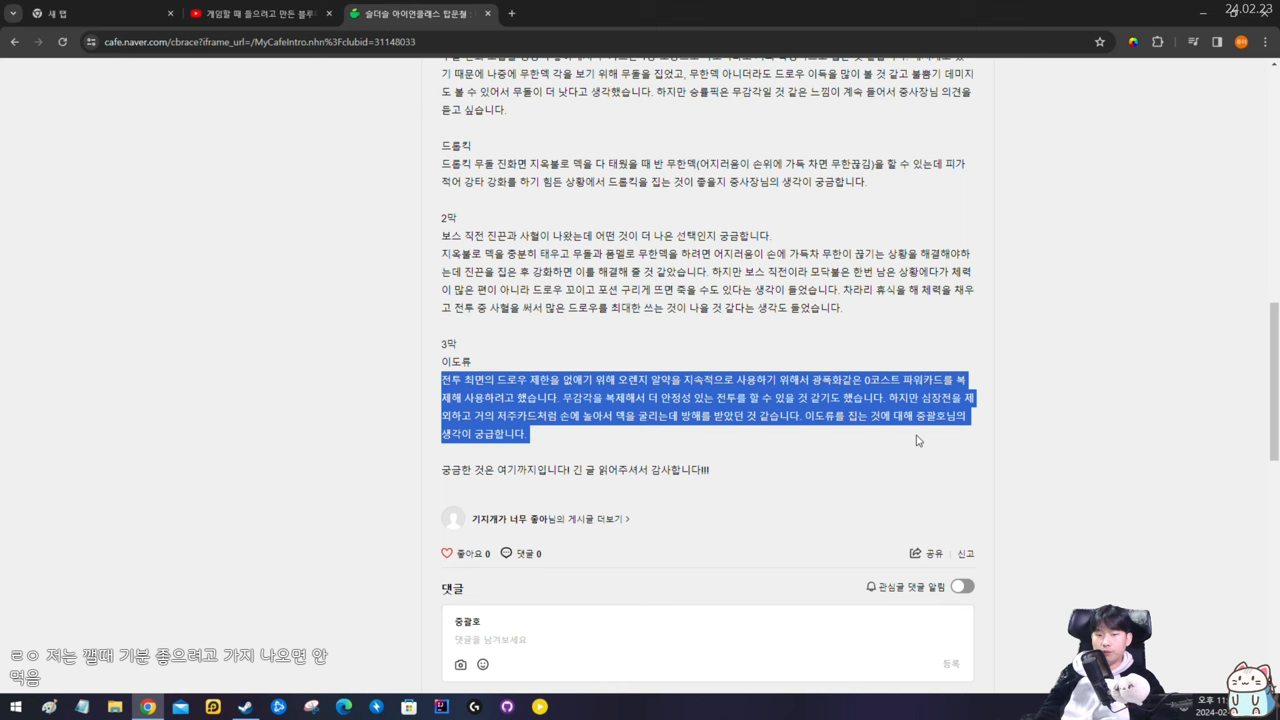 24.02.23
새 탭
게임할 때 틀으려고 만든 블루
슬더슬 아이언클래스 탑문철 :
cafe.naver.com/cbrace?iframe_url=/MyCafeIntro.nhn%3Fclubid=31148033
기 때문에 나중에 무한덱 각을 보기 위해 무돌을 집었고, 무한덱 아니더라도 드로우 이득을 많이 볼 것 같고 불뿜기 데미지
도 볼 수 있어서 무돌이 더 낫다고 생각했습니다. 하지만 승률픽은 무감각일 것 같은 느낌이 계속 들어서 중사장님 의견을
듣고 싶습니다.
드롭킥
드롭킥 무돌 진화면 지옥불로 덱을 다 태웠을 때 반 무한덱(어지러움이 손위에 가득 차면 무한끊김)을 할 수 있는데 피가
적어 강타 강화를 하기 힘든 상황에서 드롭킥을 집는 것이 좋을지 중사장님의 생각이 궁금합니다.
2막
보스 직전 진끈과 사혈이 나왔는데 어떤 것이 더 나은 선택인지 궁금합니다.
지옥불로 덱을 충분히 태우고 무돌과 폼멜로 무한덱을 하려면 어지러움이 손에 가득차 무한이 끊기는 상황을 해결해야하
는데 진끈을 집은 후 강화하면 이를 해결해 줄 것 같았습니다. 하지만 보스 직전이라 모닥불은 한번 남은 상황에다가 체력
이 많은 편이 아니라 드로우 꼬이고 포션 구리게 뜨면 죽을 수도 있다는 생각이 들었습니다. 차라리 휴식을 해 체력을 채우
고 전투 중 사혈을 써서 많은 드로우를 최대한 쓰는 것이 나을 것 같다는 생각도 들었습니다.
3막
이도류
전투 최면의 드로우 제한을 없애기 위해 오렌지 알약을 지속적으로 사용하기 위해서 광폭화같은 0코스트 파워카드를 복
제해 사용하려고 했습니다. 무감각을 복제해서 더 안정성 있는 전투를 할 수 있을 것 같기도 했습니다. 하지만 심장전을 제
외하고 거의 저주카드처럼 손에 놀아서 덱을 굴리는데 방해를 받았던 것 같습니다. 이도류를 집는 것에 대해 중괄호님의
생각이 궁급합니다.
궁금한 것은 여기까지입니다! 긴 글 읽어주셔서 감사합니다!!!
기지개가 너무 좋아님의 게시글 더보기 >
좋아요 0 댓글 0 공유 신고
댓글 관심글 댓글 알림
중괄호
댓글을 남겨보세요
등록
ㄹㅇ 저는 깰때 기분 좋으려고 가지 나오면 안
먹음